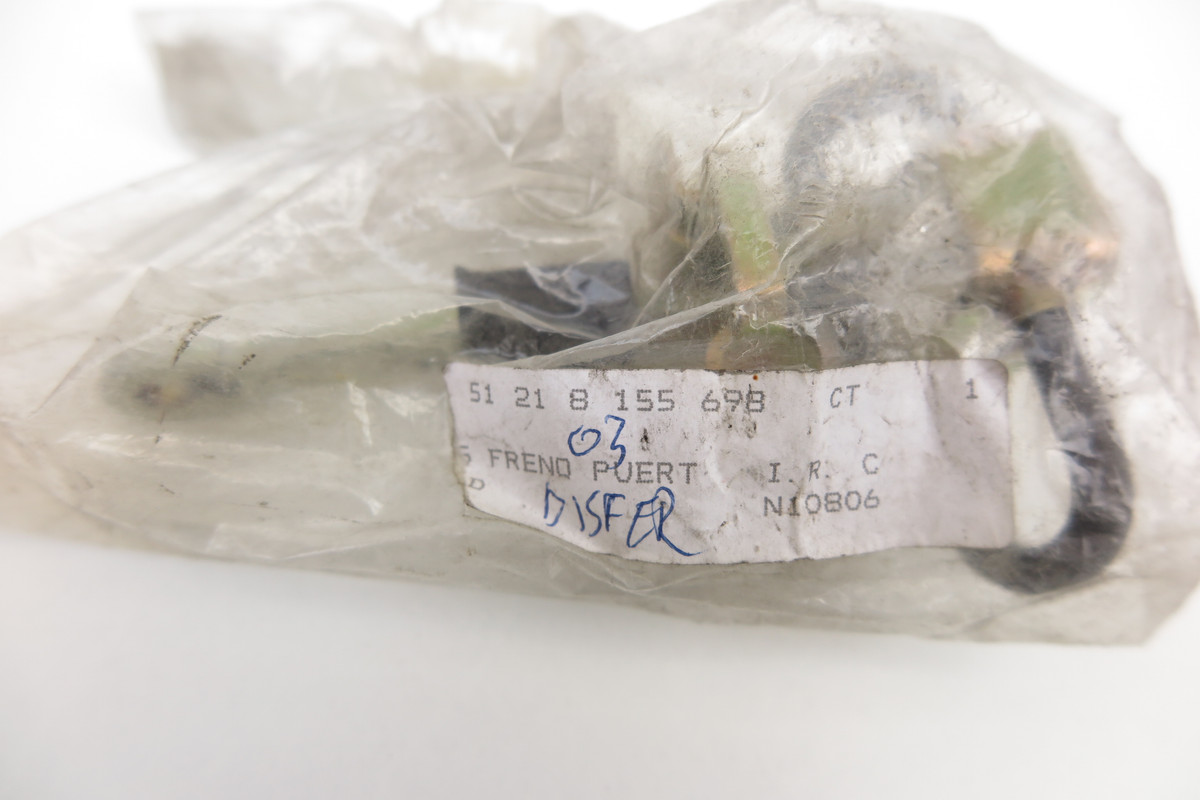 51 21 8 155 698 CT 1
03
FRENO PUERT I. R. C
D
DISFER
N10806